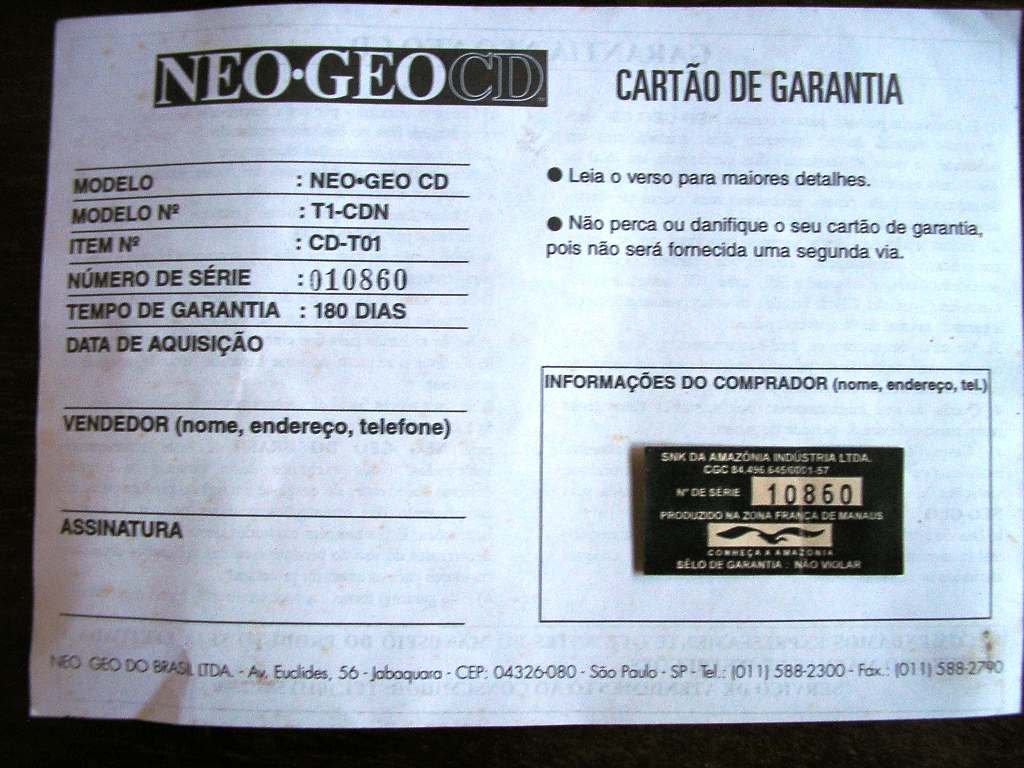 NEO•GEO CD
CARTÃO DE GARANTIA
MODELO : NEO•GEO CD
MODELO Nº : T1-CDN
ITEM Nº : CD-T01
NÚMERO DE SÉRIE : 010860
TEMPO DE GARANTIA : 180 DIAS
DATA DE AQUISIÇÃO
VENDEDOR (nome, endereço, telefone)
ASSINATURA
● Leia o verso para maiores detalhes.
● Não perca ou danifique o seu cartão de garantia,
pois não será fornecida uma segunda via.
INFORMAÇÕES DO COMPRADOR (nome, endereço, tel.)
SNK DA AMAZÔNIA INDÚSTRIA LTDA.
CGC 84.496.645/0001-57
Nº DE SÉRIE 10860
PRODUZIDO NA ZONA FRANCA DE MANAUS
CONHEÇA A AMAZONIA
SÊLO DE GARANTIA : NÃO VIOLAR
NEO GEO DO BRASIL LTDA. - Av, Euclides, 56 - Jabaquara - CEP: 04326-080 - São Paulo - SP - Tel.: (011) 588-2300 - Fax.: (011) 588-2790